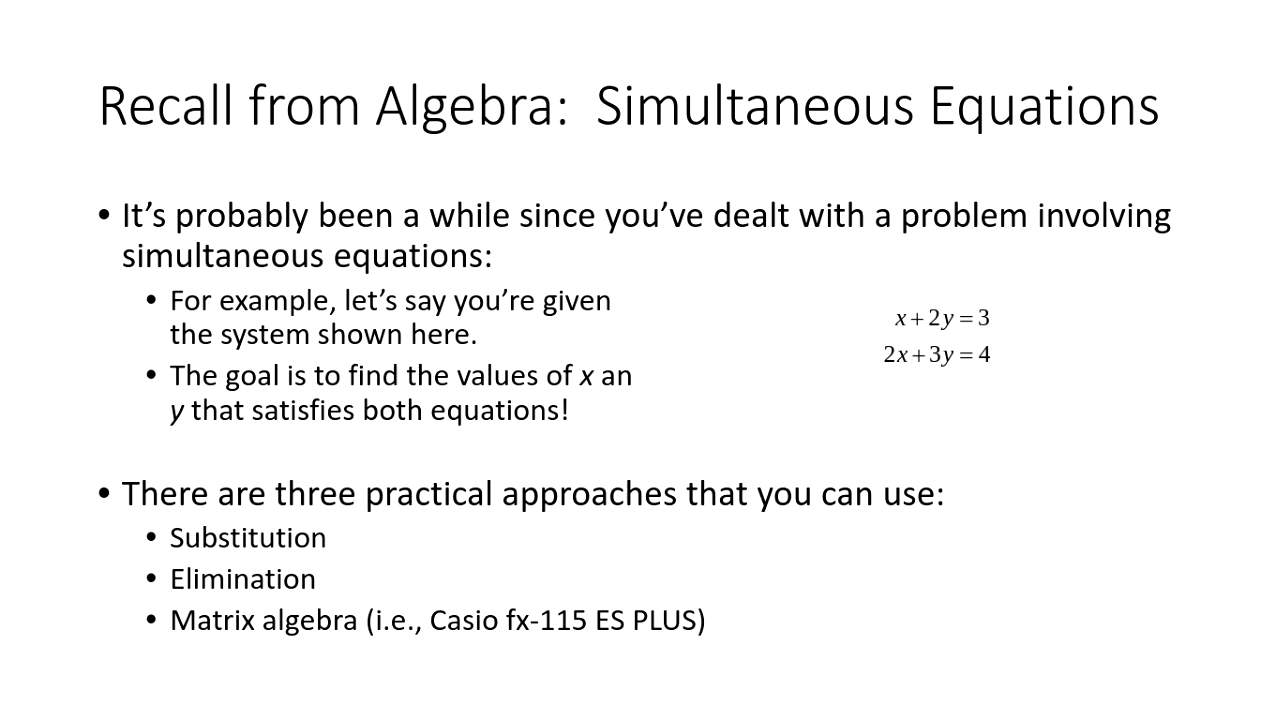 Recall from Algebra:  Simultaneous Equations
• It’s probably been a while since you’ve dealt with a problem involving
simultaneous equations:
• For example, let’s say you’re given
the system shown here.
• The goal is to find the values of x an
y that satisfies both equations!
x + 2y = 3
2x + 3y = 4
• There are three practical approaches that you can use:
• Substitution
• Elimination
• Matrix algebra (i.e., Casio fx-115 ES PLUS)